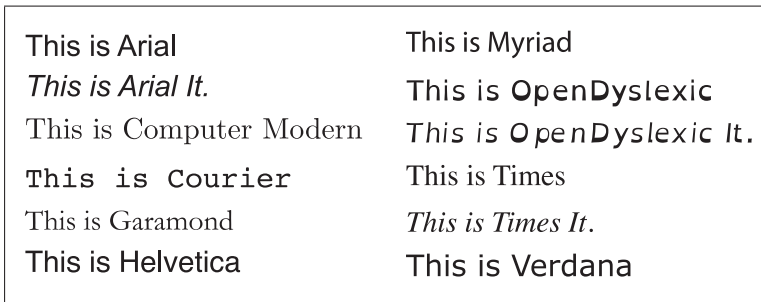 This is Arial
This is Arial It.
This is Computer Modern
This is Courier
This is Garamond
This is Helvetica
This is Myriad
This is OpenDyslexic
This is OpenDyslexic It.
This is Times
This is Times It.
This is Verdana